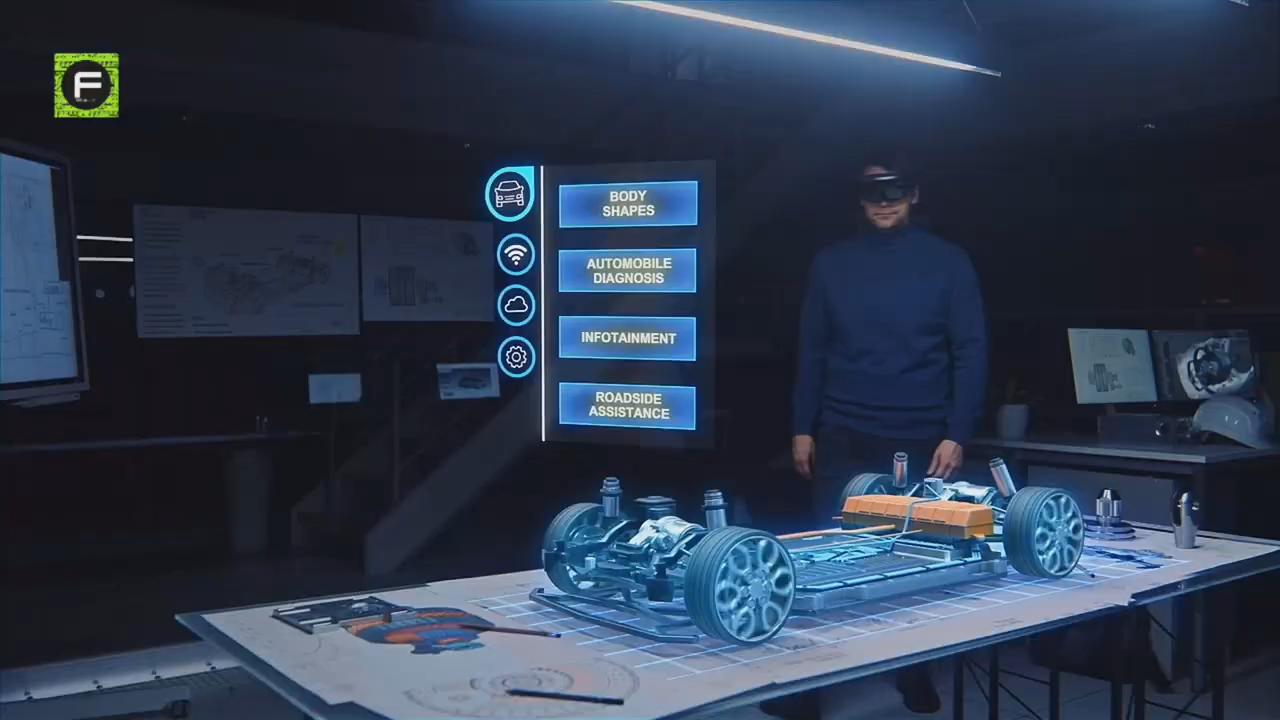 F
BODY
SHAPES
AUTOMOBILE
DIAGNOSIS
INFOTAINMENT
ROADSIDE
ASSISTANCE